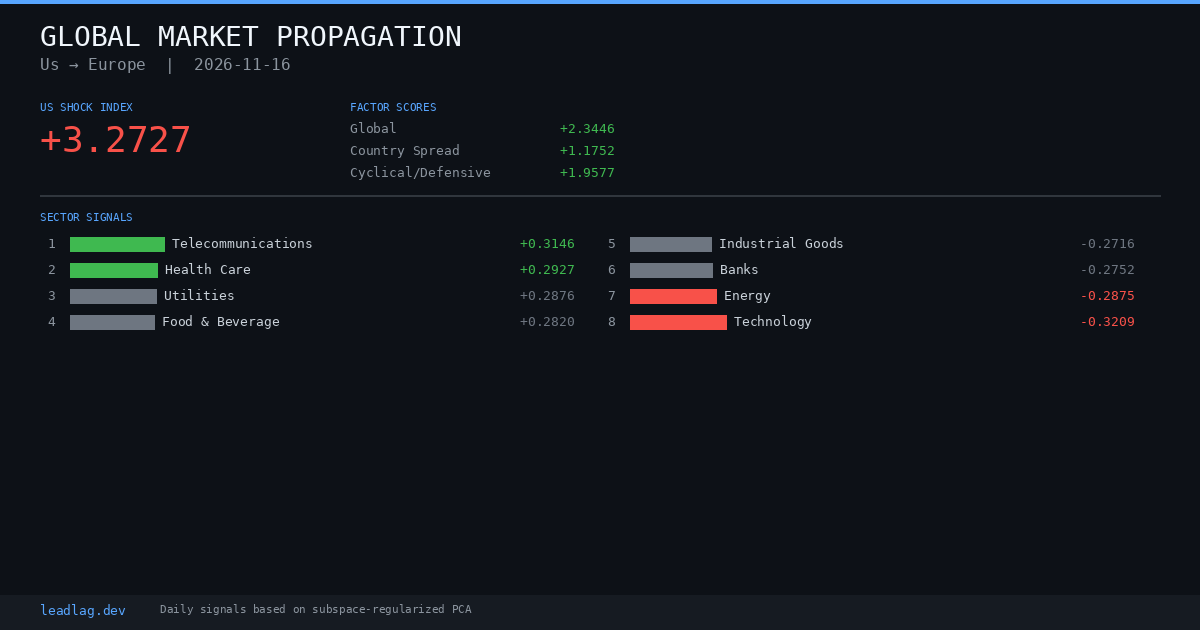 GLOBAL MARKET PROPAGATION
Us → Europe | 2026-11-16
US SHOCK INDEX
+3.2727
FACTOR SCORES
Global +2.3446
Country Spread +1.1752
Cyclical/Defensive +1.9577
SECTOR SIGNALS
1 Telecommunications +0.3146
2 Health Care +0.2927
3 Utilities +0.2876
4 Food & Beverage +0.2820
5 Industrial Goods -0.2716
6 Banks -0.2752
7 Energy -0.2875
8 Technology -0.3209
leadlag.dev Daily signals based on subspace-regularized PCA